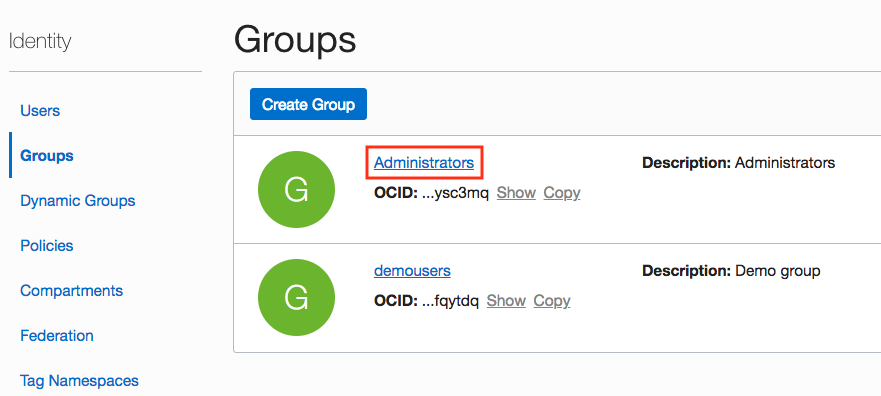 Identity
Users
Groups
Dynamic Groups
Policies
Compartments
Federation
Tag Namespaces
Groups
Create Group
G
Administrators
OCID: ...ysc3mq Show Copy
Description: Administrators
G
demousers
OCID: ...fqytdq Show Copy
Description: Demo group